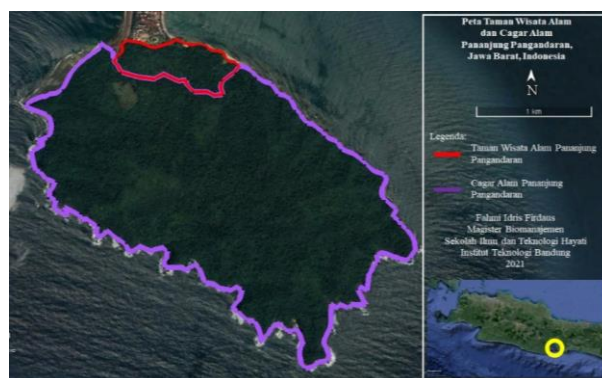 Peta Taman Wisata Alam
dan Cagar Alam
Pananjung Pangandaran,
Jawa Barat, Indonesia
N
1 km
Legenda:
Taman Wisata Alam Pananjung
Pangandaran
Cagar Alam Pananjung
Pangandaran
Fahmi Idris Firdaus
Magister Biomanajemen
Sekolah Ilmu dan Teknologi Hayati
Institut Teknologi Bandung
2021